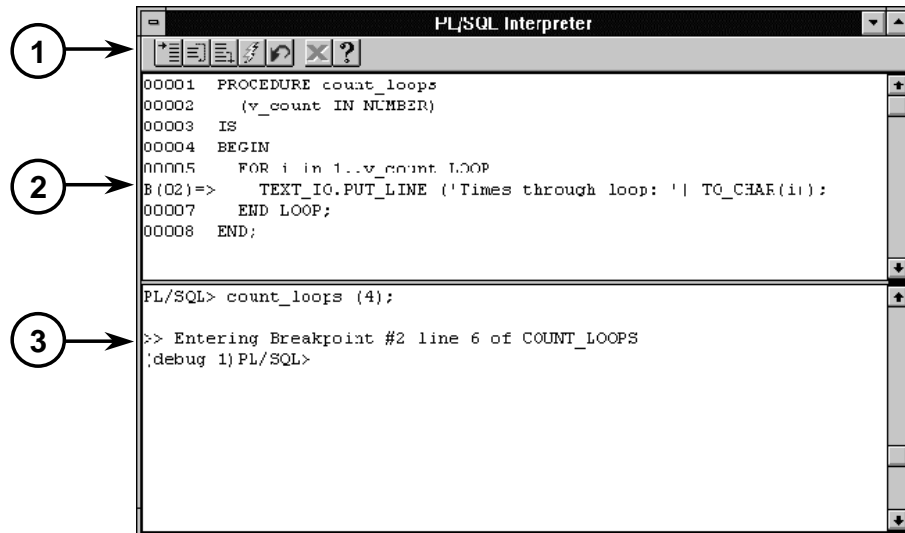 PL/SQL Interpreter
1
?
00001 PROCEDURE count_loops
00002 (v_count IN NUMBER)
00003 IS
00004 BEGIN
00005 FOR i in 1..v_count LOOP
2
B(02)=> TEXT_IO.PUT_LINE ('Times through loop: '| TO_CHAR(i));
00007 END LOOP;
00008 END;
PL/SQL> count_loops (4);
3
>> Entering Breakpoint #2 line 6 of COUNT_LOOPS
(debug 1)PL/SQL>